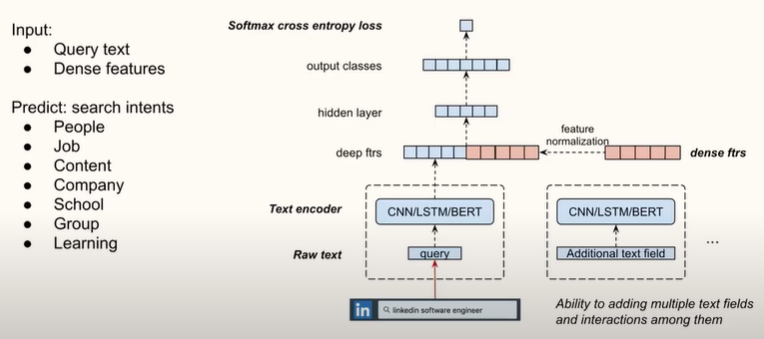 Input:
Query text
Dense features
Predict: search intents
People
Job
Content
Company
School
Group
Learning
Softmax cross entropy loss
output classes
hidden layer
feature
normalization
deep ftrs
dense ftrs
Text encoder
CNN/LSTM/BERT
CNN/LSTM/BERT
Raw text
query
Additional text field
...
in
linkedin software engineer
Ability to adding multiple text fields
and interactions among them